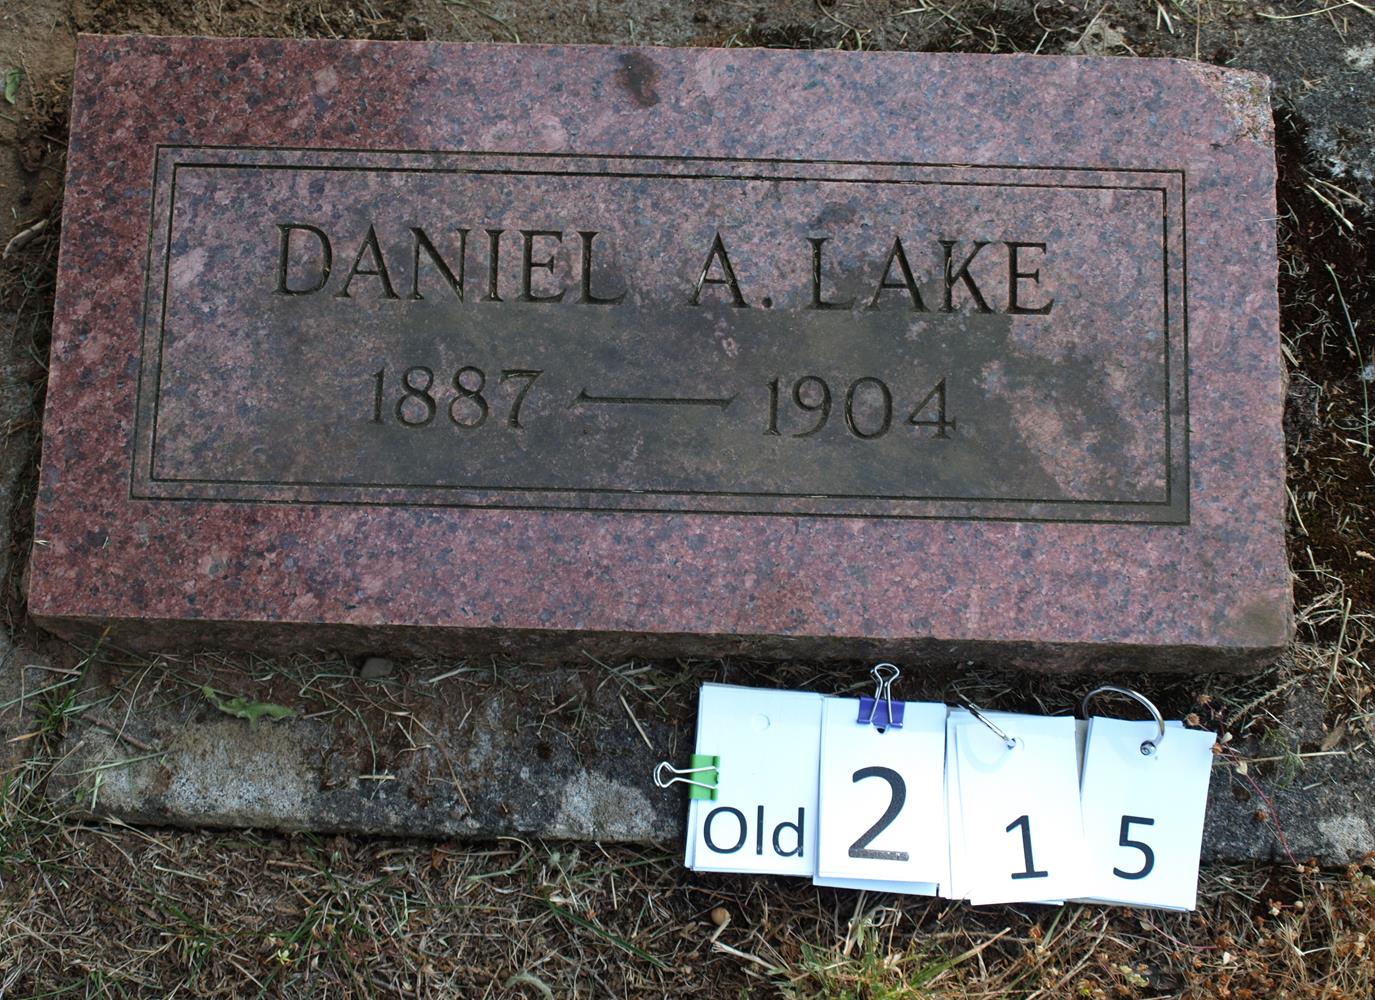 DANIEL A. LAKE
1887 — 1904
Old 2 1 5